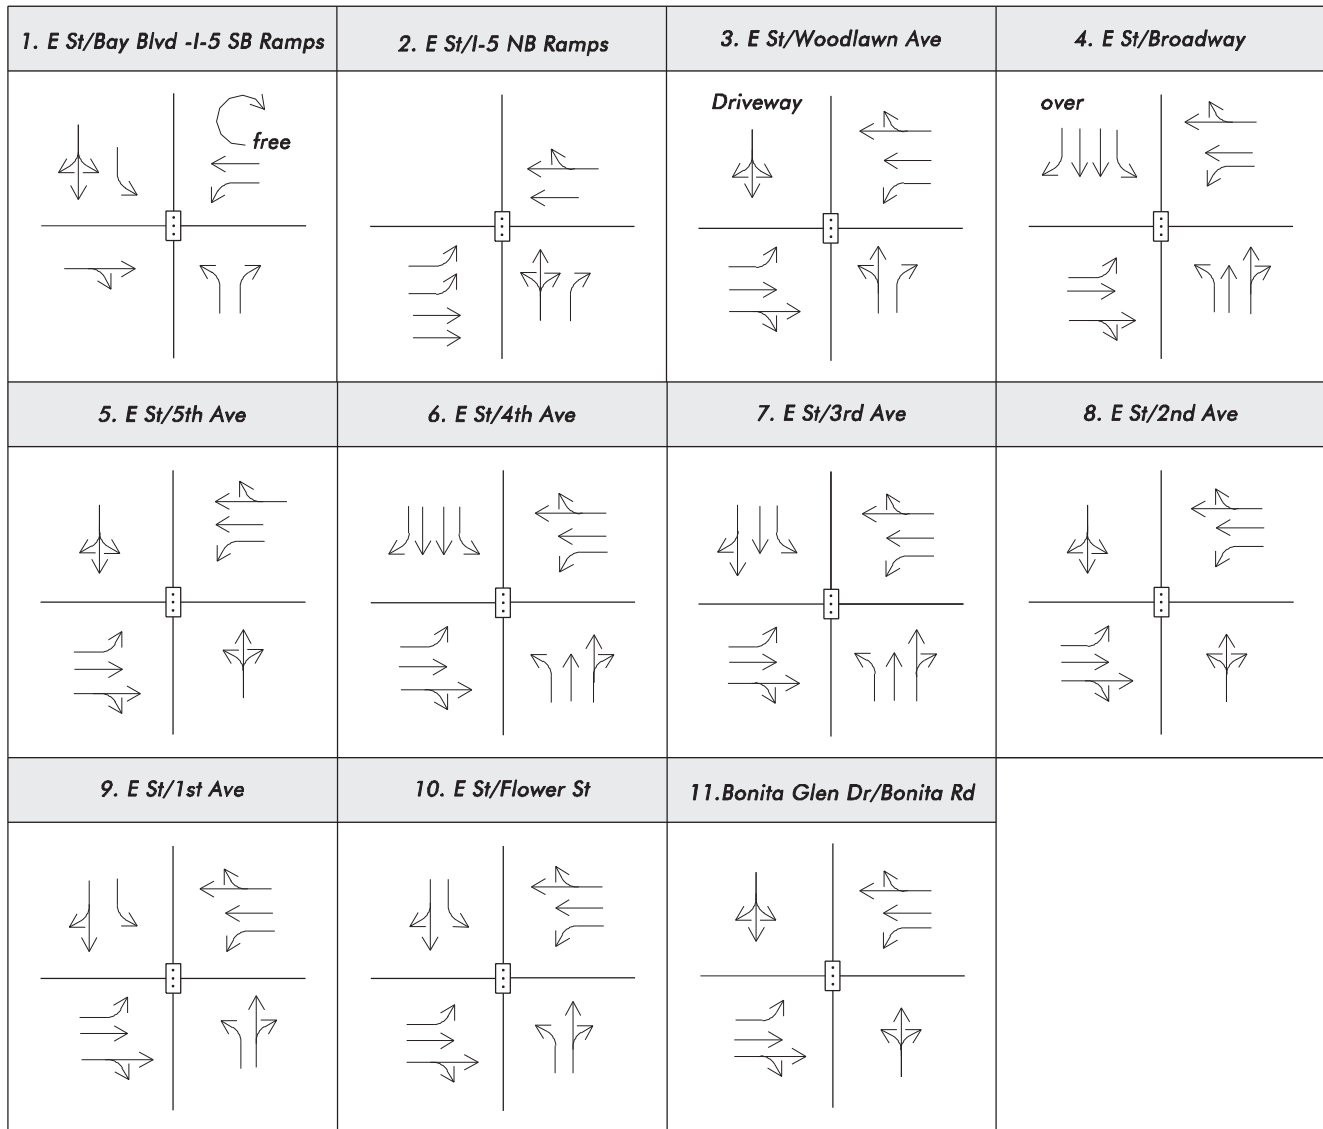 1. E St/Bay Blvd -I-5 SB Ramps
2. E St/I-5 NB Ramps
3. E St/Woodlawn Ave
4. E St/Broadway
free
Driveway
over
5. E St/5th Ave
6. E St/4th Ave
7. E St/3rd Ave
8. E St/2nd Ave
9. E St/1st Ave
10. E St/Flower St
11.Bonita Glen Dr/Bonita Rd